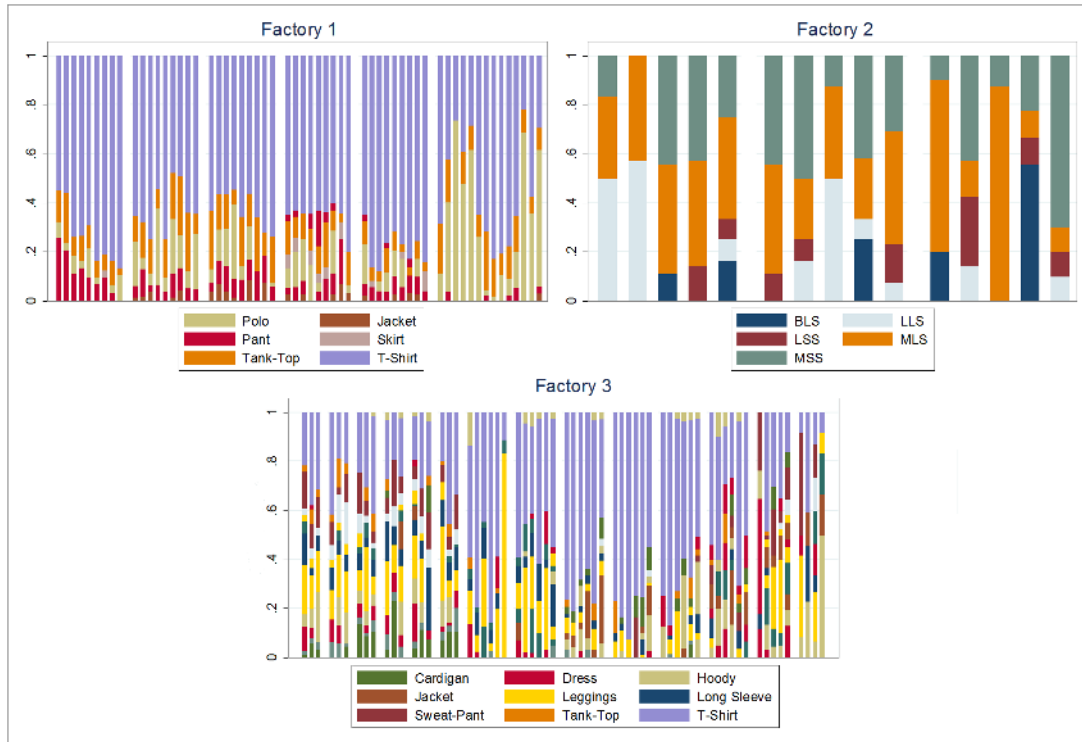 Factory 1
1
.8
.6
.4
.2
0
Polo
Jacket
Pant
Skirt
Tank-Top
T-Shirt
Factory 2
1
.8
.6
.4
.2
0
BLS
LLS
LSS
MLS
MSS
Factory 3
1
.8
.6
.4
.2
0
Cardigan
Dress
Hoody
Jacket
Leggings
Long Sleeve
Sweat-Pant
Tank-Top
T-Shirt